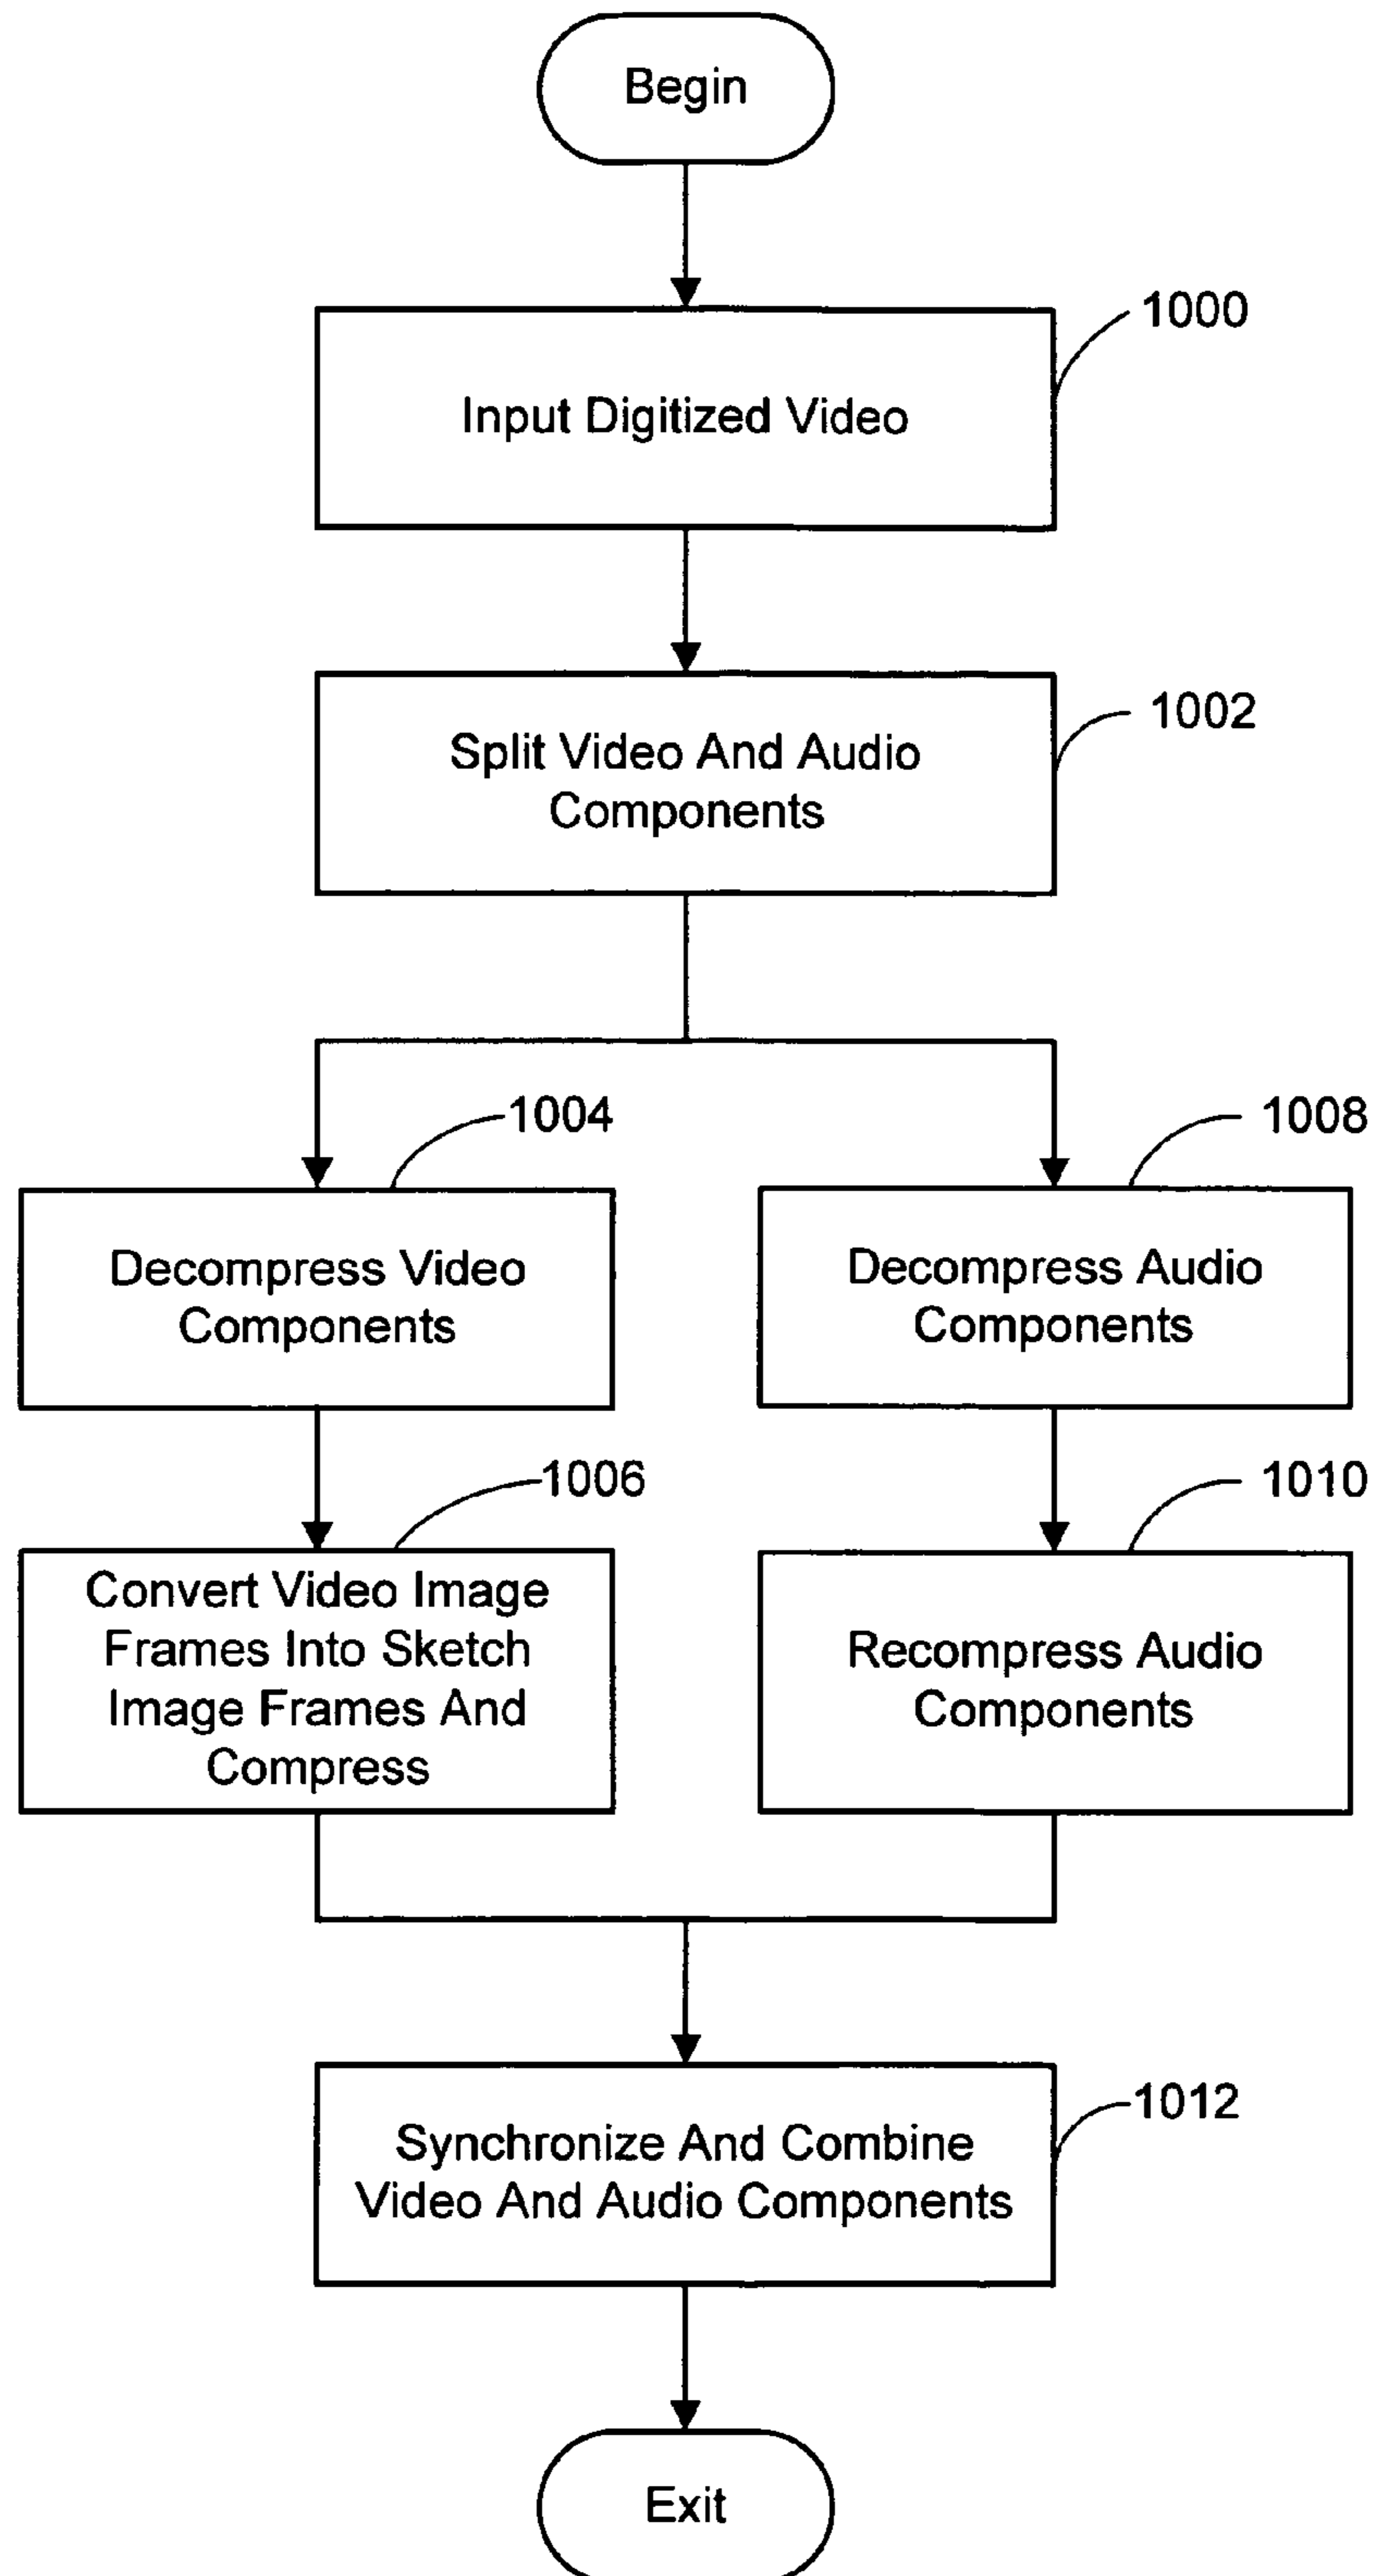 Begin
1000
Input Digitized Video
1002
Split Video And Audio
Components
1004
Decompress Video
Components
1006
Convert Video Image
Frames Into Sketch
Image Frames And
Compress
1008
Decompress Audio
Components
1010
Recompress Audio
Components
1012
Synchronize And Combine
Video And Audio Components
Exit